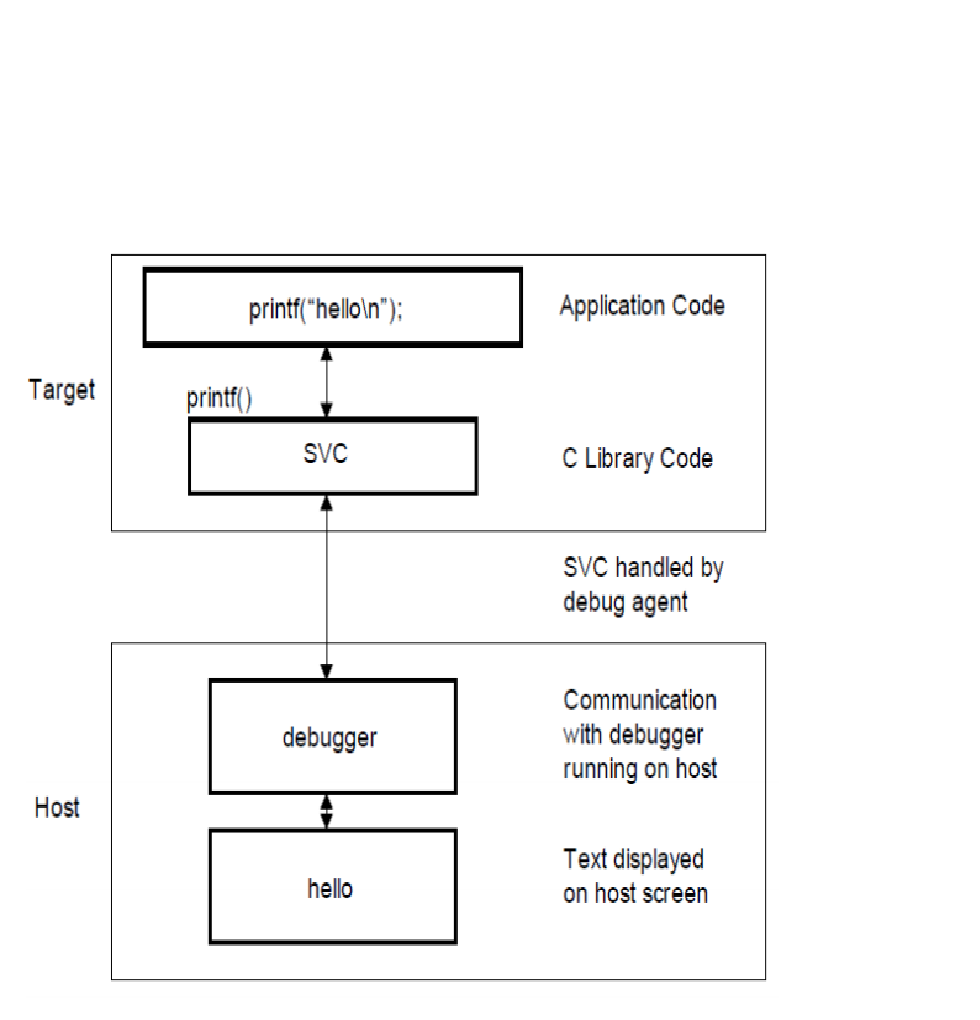 printf("hello\n");
Application Code
Target
printf()
SVC
C Library Code
SVC handled by
debug agent
Communication
with debugger
running on host
debugger
Host
Text displayed
on host screen
hello